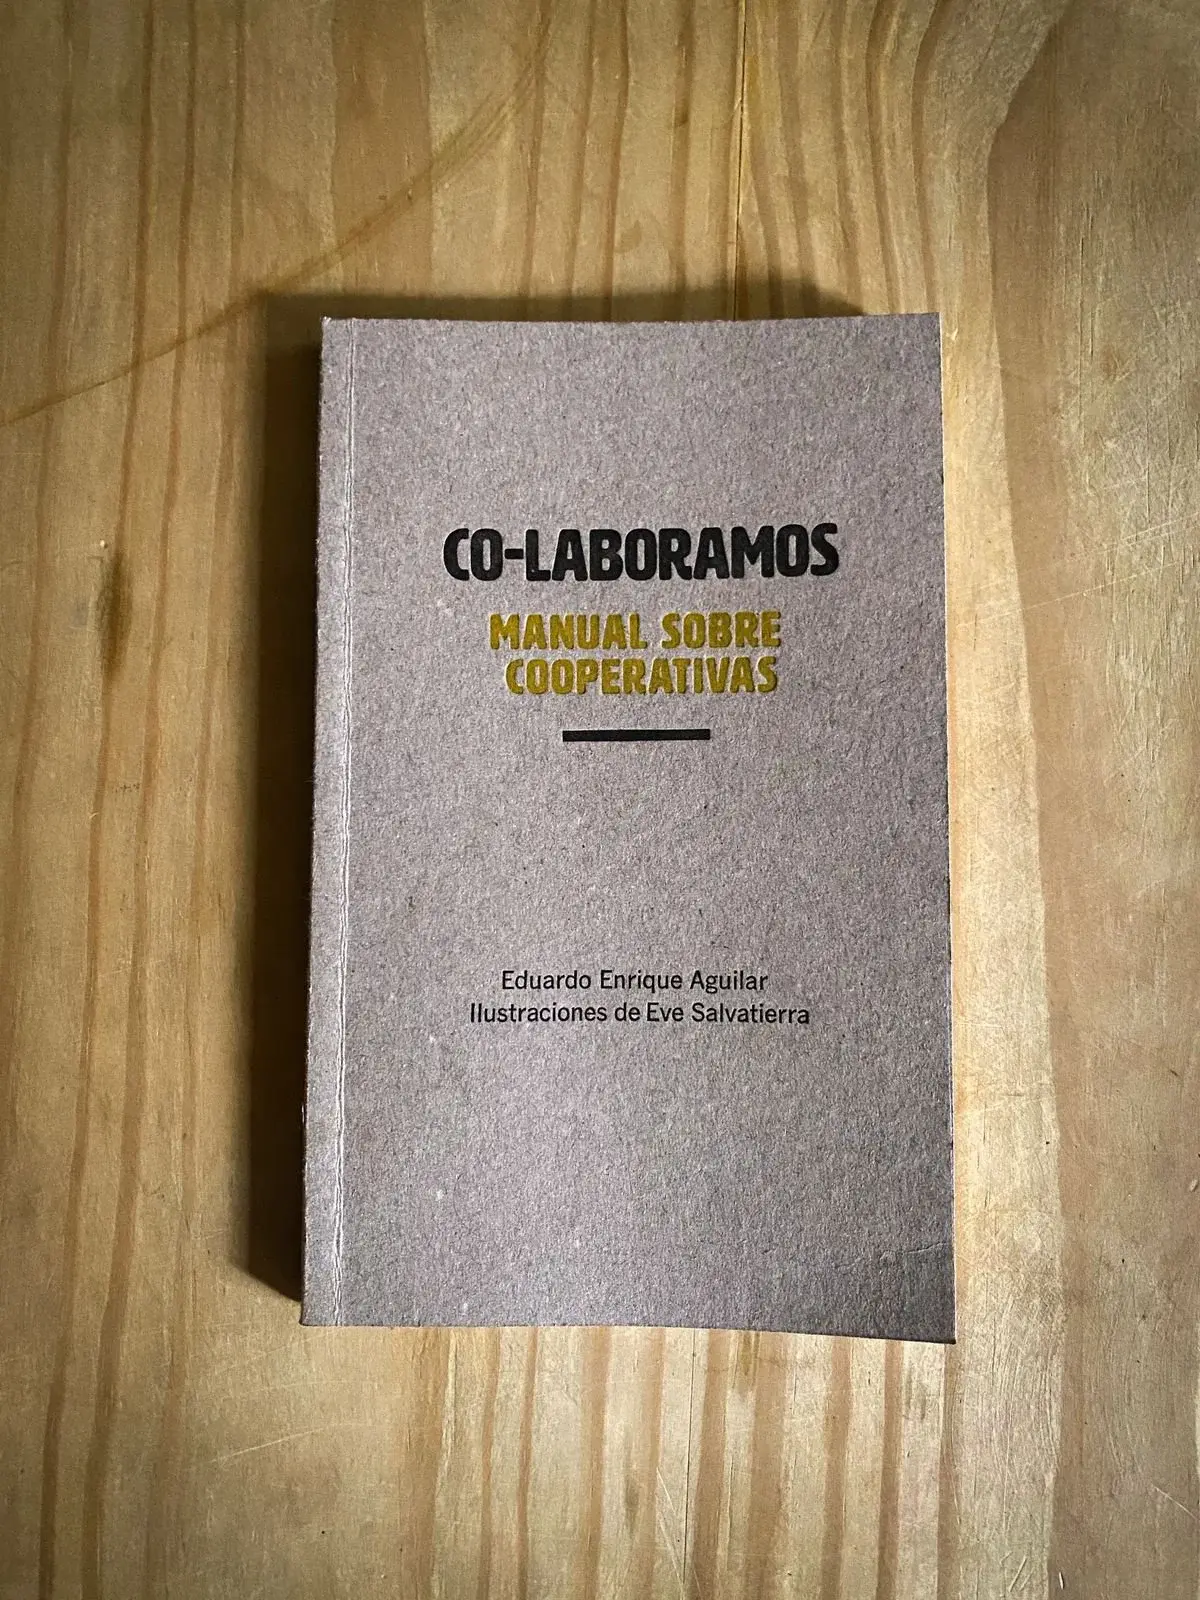 CO-LABORAMOS
MANUAL SOBRE
COOPERATIVAS
Eduardo Enrique Aguilar
Ilustraciones de Eve Salvatierra